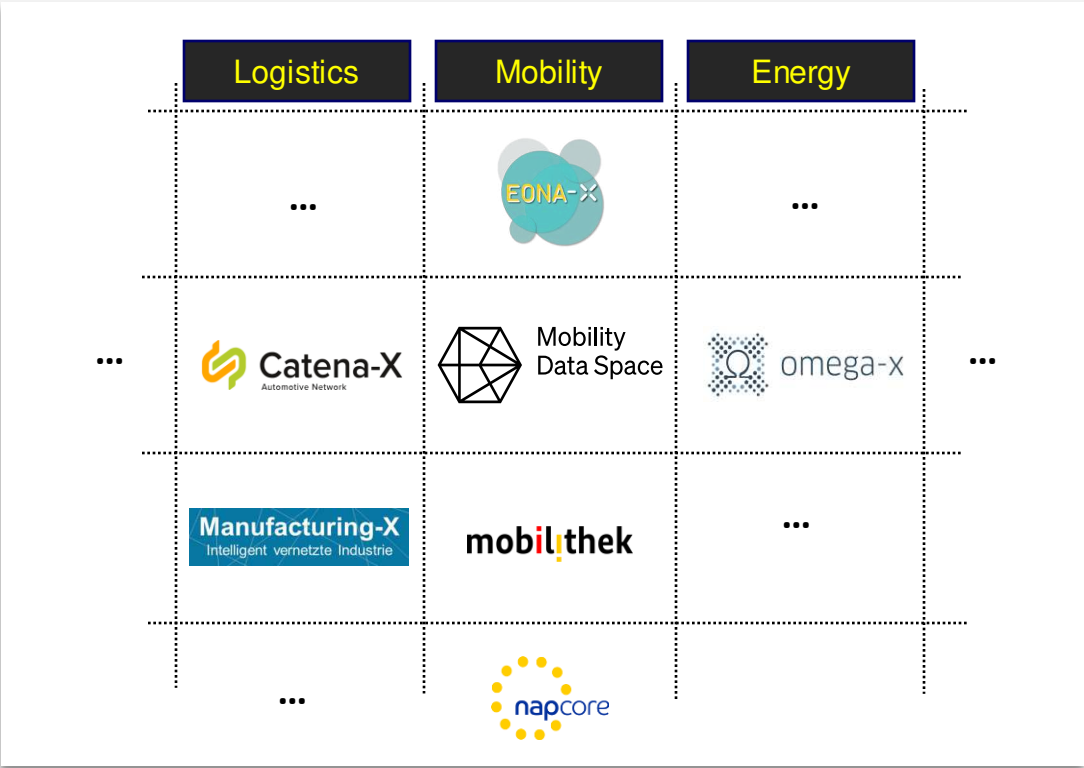 Logistics
Mobility
Energy
...
EONA-X
...
...
Catena-X
Automotive Network
Mobility
Data Space
Ω
omega-x
...
Manufacturing-X
Intelligent vernetzte Industrie
mobilithek
...
...
napcore